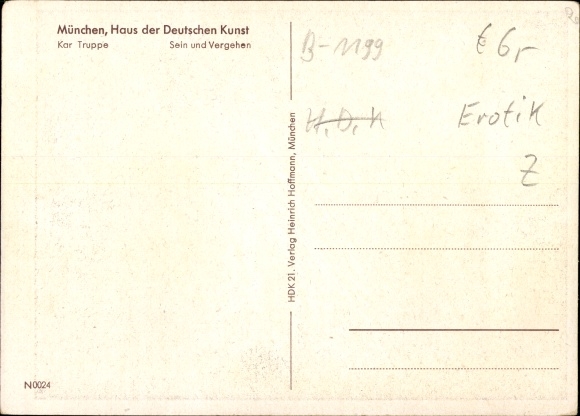 München, Haus der Deutschen Kunst
Kar Truppe Sein und Vergehen
HDK 21. Verlag Heinrich Hoffmann, München
B-1199
€ 6,-
H.D.K
Erotik
Z
N0024